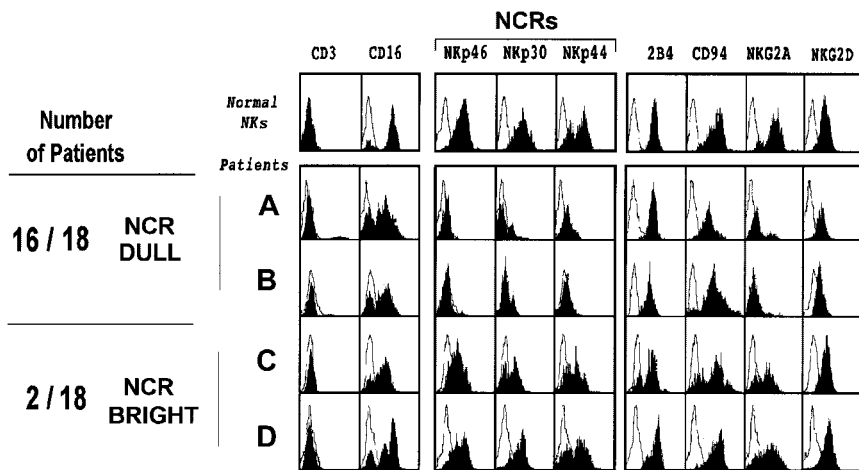 NCRs
CD3 CD16 NKp46 NKp30 NKp44 2B4 CD94 NKG2A NKG2D
Normal
NKs
Number
of Patients
Patients
A
16 / 18 NCR
DULL
B
C
2 / 18 NCR
BRIGHT
D